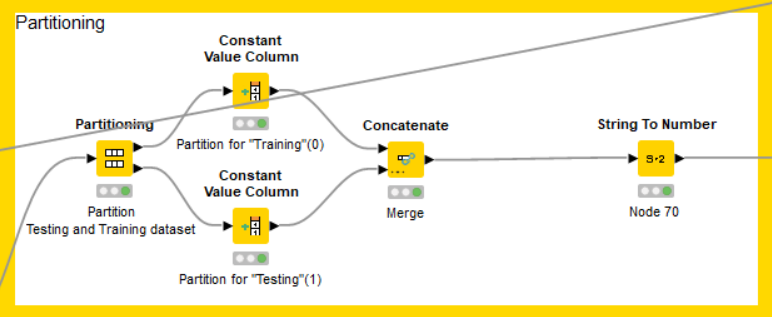 Partitioning
Constant
Value Column
Partitioning
Partition for "Training"(0)
Concatenate
String To Number
S›2
Partition
Testing and Training dataset
Constant
Value Column
Merge
Node 70
Partition for "Testing"(1)